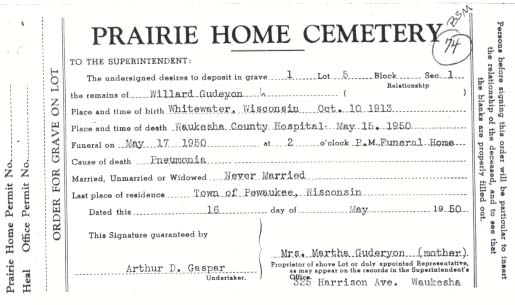 PRAIRIE HOME CEMETERY
BSM
74
TO THE SUPERINTENDENT:
The undersigned desires to deposit in grave 1 Lot 5 Block Sec. 1
Relationship
the remains of Willard Gudeyon ( )
Place and time of birth Whitewater, Wisconsin Oct. 10 1913
Place and time of death Waukesha County Hospital- May 15. 1950
Funeral on May 17 1950 at 2 o'clock P.M. Funeral Home
Cause of death Pneumonia
Married, Unmarried or Widowed Never Married
Last place of residence Town of Pewaukee, Wisconsin
Dated this 16 day of May 19 50
This Signature guaranteed by
Mrs. Martha Guderyon (mother)
Arthur D. Gaspar
Undertaker.
Proprietor of above Lot or duly appointed Representative,
as may appear on the records in the Superintendent's
Office.
325 Harrison Ave. Waukesha
Prairie Home Permit No.
Heal Office Permit No.
ORDER FOR GRAVE ON LOT
Persons before signing this order will be particular to insert
the relationship of the deceased, and to see that
the blanks are properly filled out.